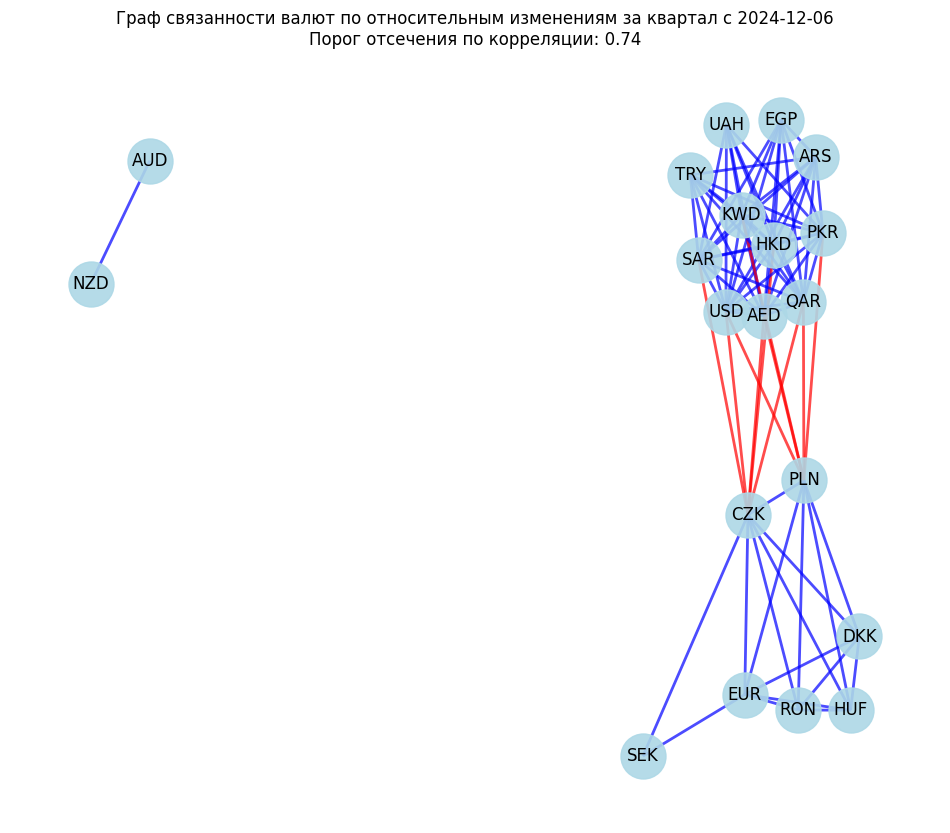 Граф связанности валют по относительным изменениям за квартал с 2024-12-06
Порог отсечения по корреляции: 0.74
UAH
EGP
AUD
ARS
TRY
KWD
PKR
HKD
SAR
NZD
QAR
USD
AED
PLN
CZK
DKK
EUR
RON
HUF
SEK